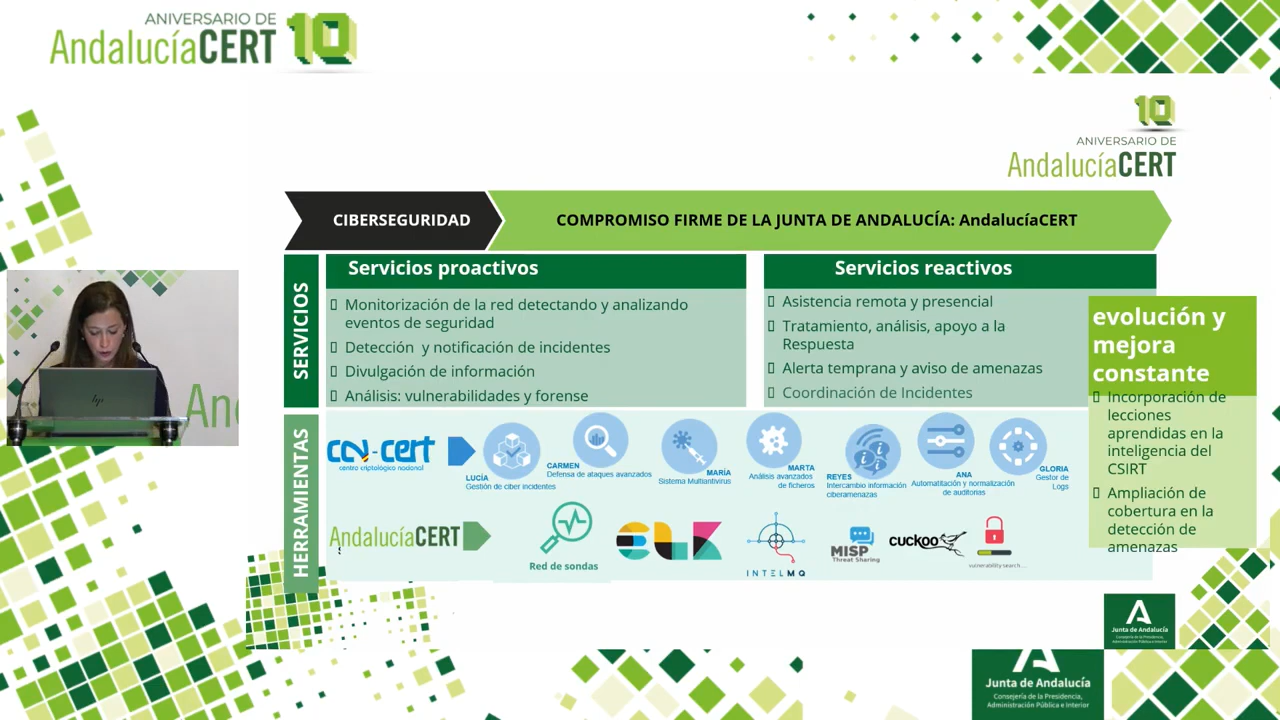 ANIVERSARIO DE
AndalucíaCERT 10
10
ANIVERSARIO DE
AndalucíaCERT
CIBERSEGURIDAD
COMPROMISO FIRME DE LA JUNTA DE ANDALUCÍA: AndalucíaCERT
SERVICIOS
Servicios proactivos
Monitorización de la red detectando y analizando
eventos de seguridad
Detección y notificación de incidentes
Divulgación de información
Análisis: vulnerabilidades y forense
Servicios reactivos
Asistencia remota y presencial
Tratamiento, análisis, apoyo a la
Respuesta
Alerta temprana y aviso de amenazas
Coordinación de Incidentes
evolución y
mejora
constante
Incorporación de
lecciones
aprendidas en la
inteligencia del
CSIRT
Ampliación de
cobertura en la
detección de
amenazas
HERRAMIENTAS
ccn-cert
centro criptológico nacional
LUCÍA
Gestión de ciber incidentes
CARMEN
Defensa de ataques avanzados
MARÍA
Sistema Multiantivirus
MARTA
Análisis avanzados
de ficheros
REYES
Intercambio información
ciberamenazas
ANA
Automatitación y normalización
de auditorias
GLORIA
Gestor de
Logs
AndalucíaCERT
Red de sondas
elk
INTELMQ
MISP
Threat Sharing
cuckoo
vulnerability search ...
hp
An
Junta de Andalucía
Consejería de la Presidencia,
Administración Pública e Interior
Junta de Andalucía
Consejería de la Presidencia,
Administración Pública e Interior